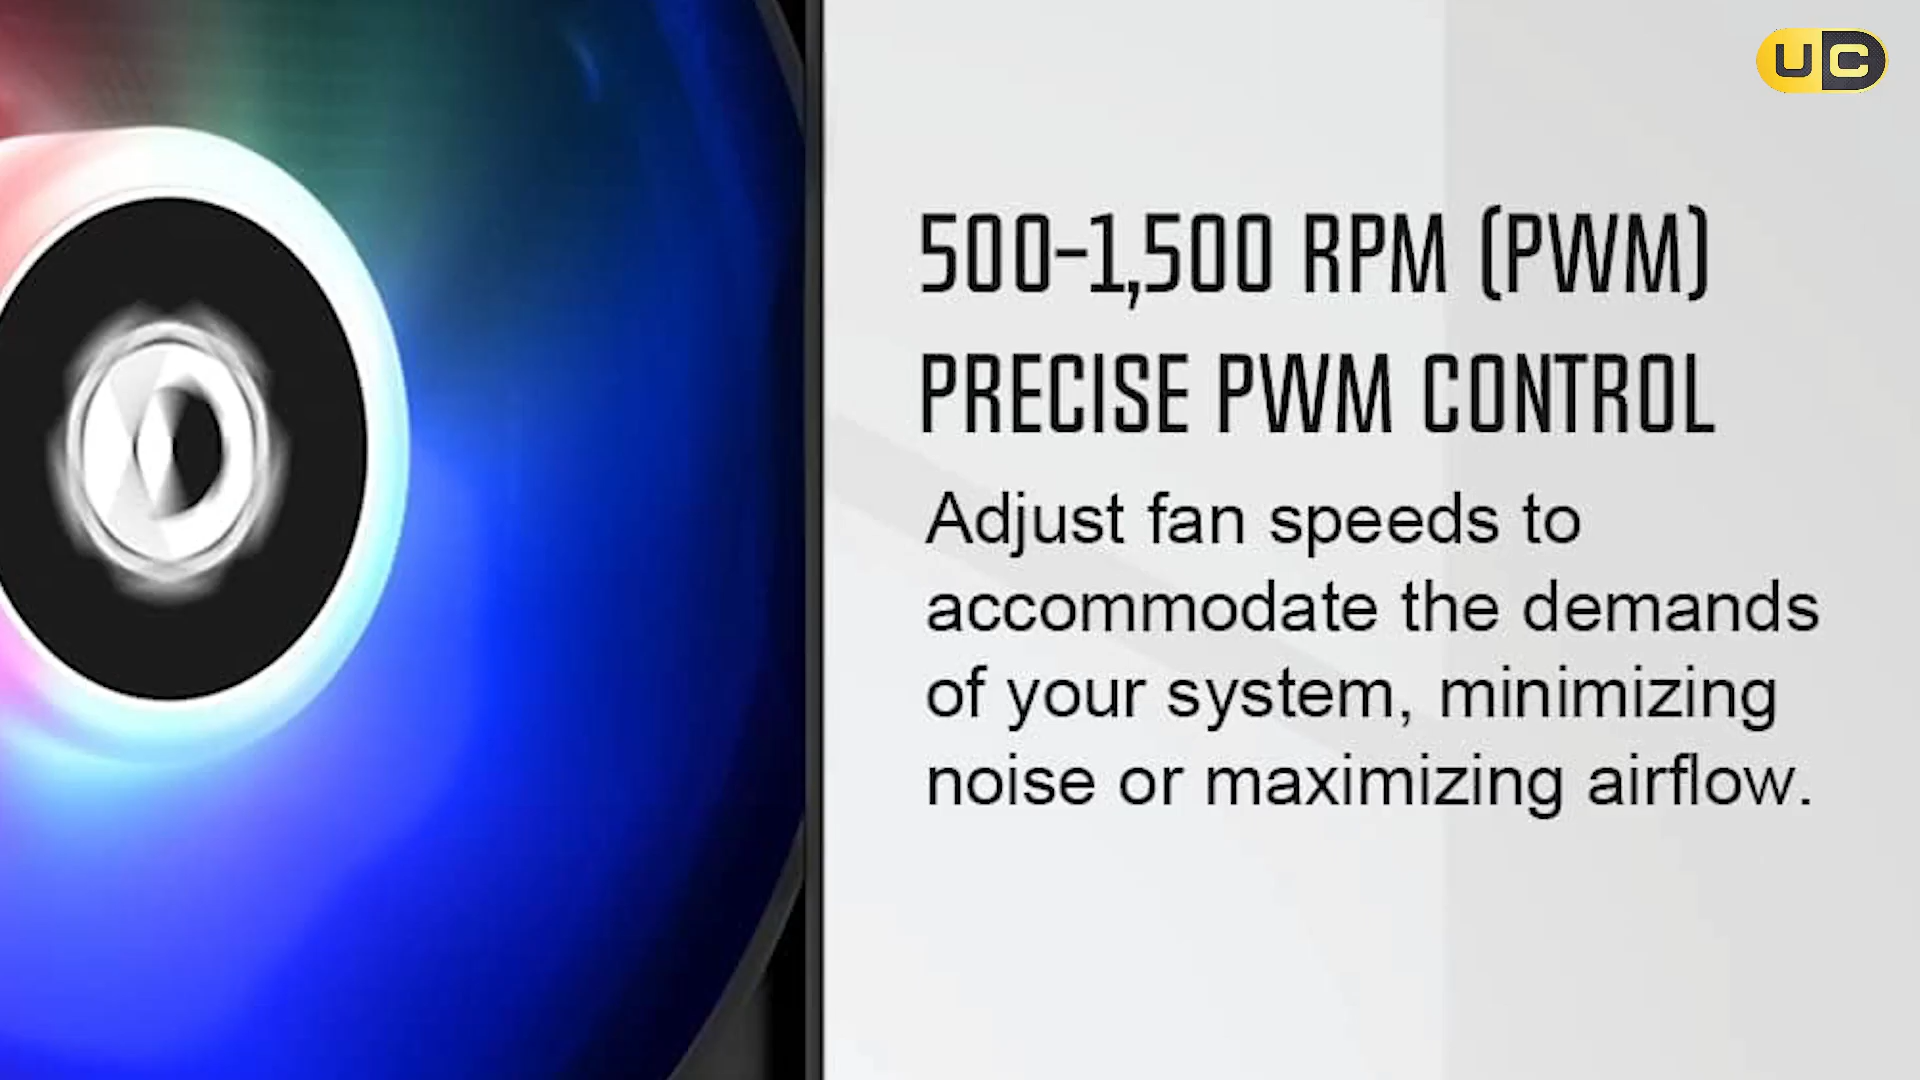 UC
500-1,500 RPM (PWM)
PRECISE PWM CONTROL
Adjust fan speeds to
accommodate the demands
of your system, minimizing
noise or maximizing airflow.